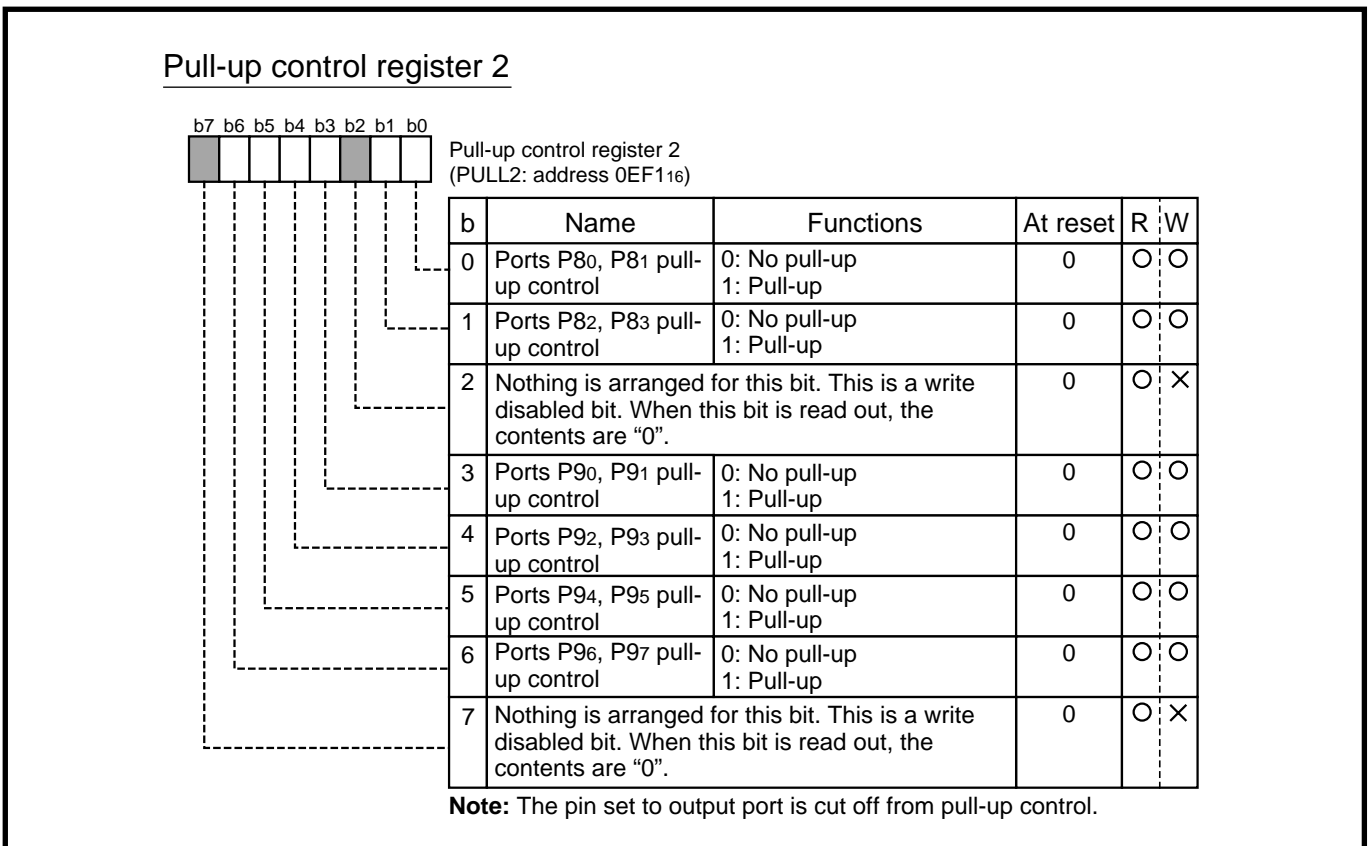 Pull-up control register 2
b7 b6 b5 b4 b3 b2 b1 b0
Pull-up control register 2
(PULL2: address 0EF1₁₆)
b Name Functions At reset R W
0 Ports P8₀, P8₁ pull- 0: No pull-up 0 O O
up control 1: Pull-up
1 Ports P8₂, P8₃ pull- 0: No pull-up 0 O O
up control 1: Pull-up
2 Nothing is arranged for this bit. This is a write 0 O ×
disabled bit. When this bit is read out, the
contents are “0”.
3 Ports P9₀, P9₁ pull- 0: No pull-up 0 O O
up control 1: Pull-up
4 Ports P9₂, P9₃ pull- 0: No pull-up 0 O O
up control 1: Pull-up
5 Ports P9₄, P9₅ pull- 0: No pull-up 0 O O
up control 1: Pull-up
6 Ports P9₆, P9₇ pull- 0: No pull-up 0 O O
up control 1: Pull-up
7 Nothing is arranged for this bit. This is a write 0 O ×
disabled bit. When this bit is read out, the
contents are “0”.
Note: The pin set to output port is cut off from pull-up control.